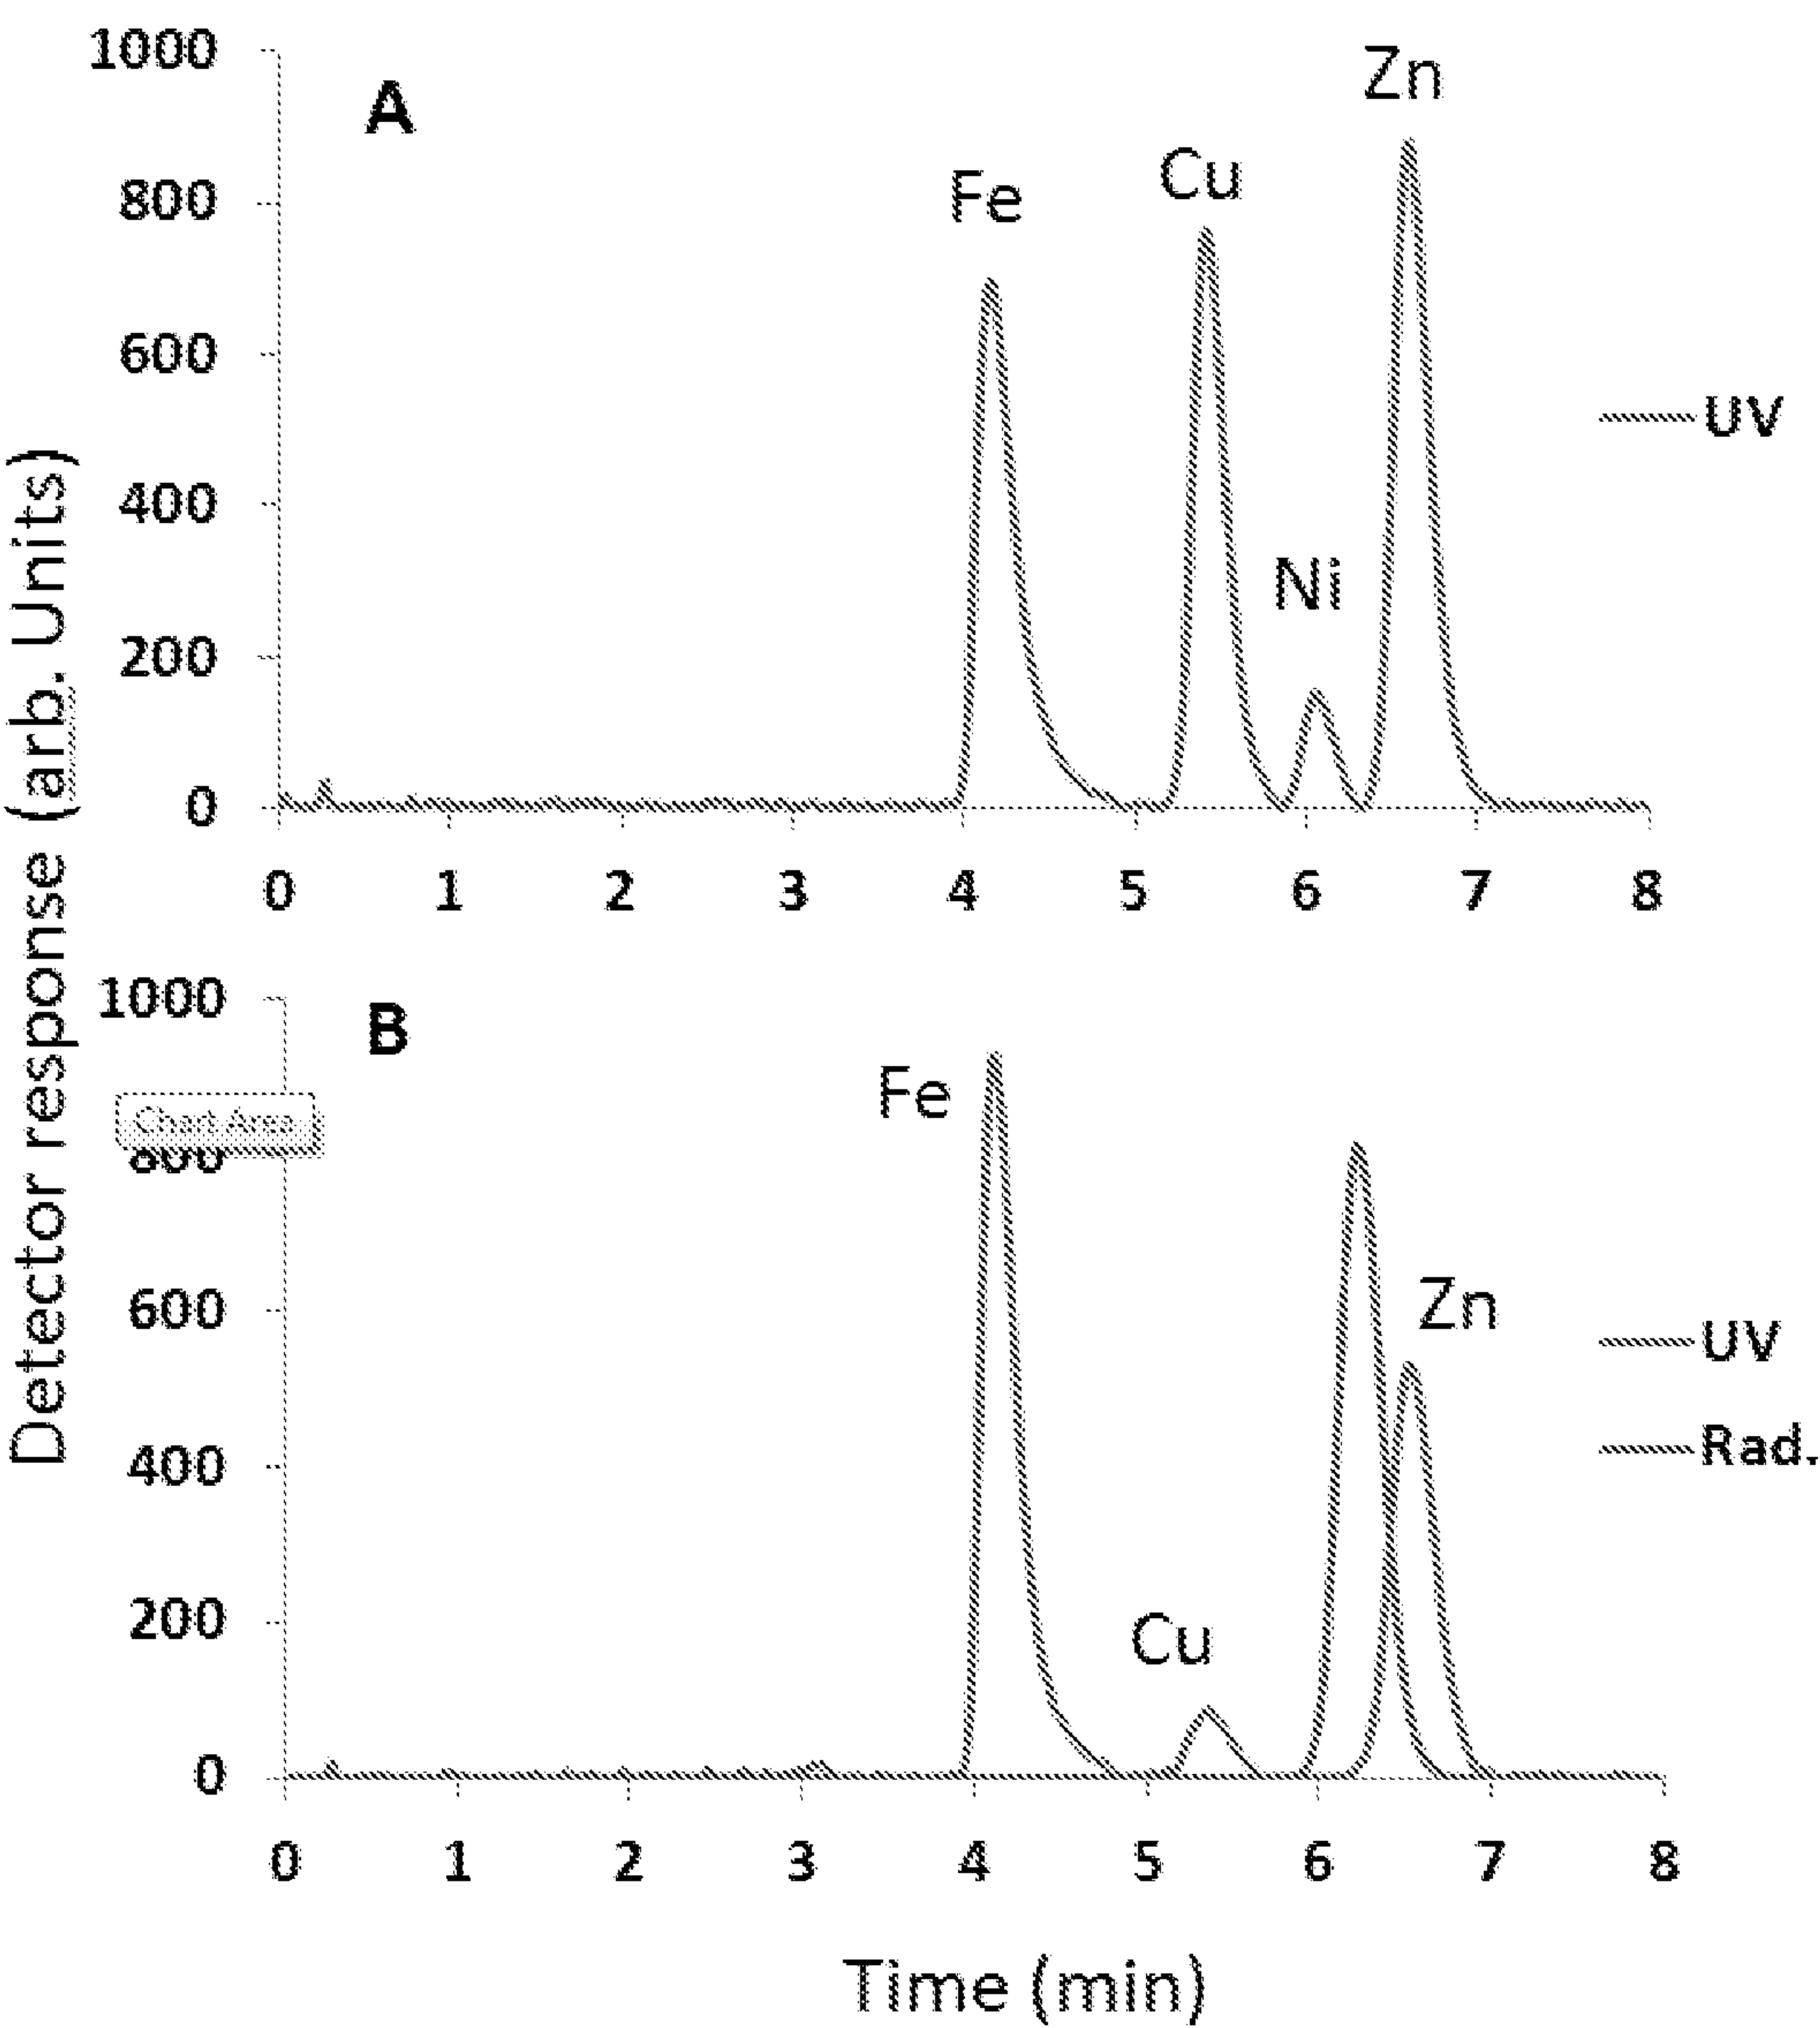 Detector response (arb. Units)
A
1000
800
600
400
200
0
Fe
Cu
Ni
Zn
UV
0 1 2 3 4 5 6 7 8
B
1000
Chart Area
800
600
400
200
0
Fe
Cu
Zn
UV
Rad.
0 1 2 3 4 5 6 7 8
Time (min)